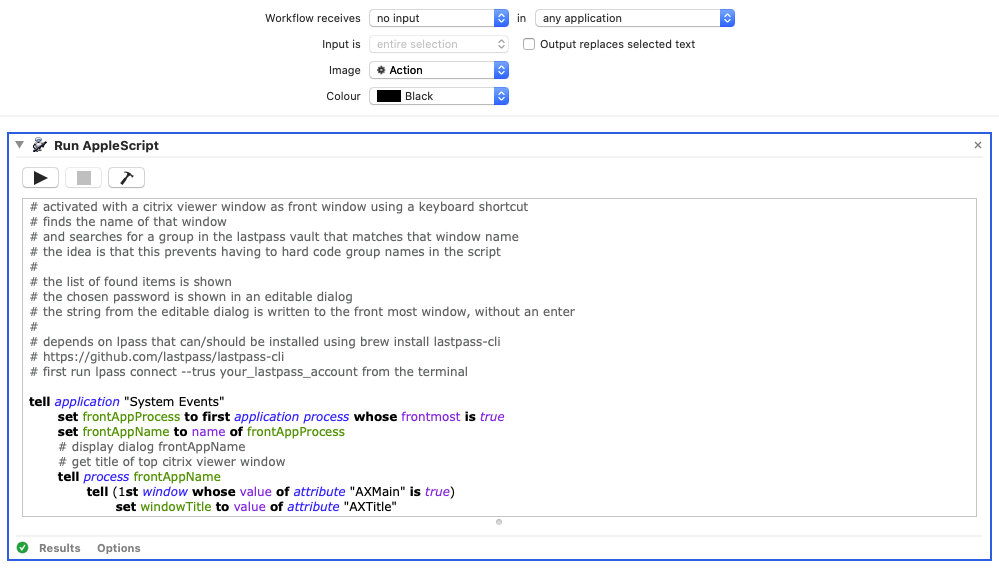 Workflow receives no input in any application
Input is entire selection Output replaces selected text
Image Action
Colour Black
Run AppleScript
# activated with a citrix viewer window as front window using a keyboard shortcut
# finds the name of that window
# and searches for a group in the lastpass vault that matches that window name
# the idea is that this prevents having to hard code group names in the script
#
# the list of found items is shown
# the chosen password is shown in an editable dialog
# the string from the editable dialog is written to the front most window, without an enter
#
# depends on lpass that can/should be installed using brew install lastpass-cli
# https://github.com/lastpass/lastpass-cli
# first run lpass connect --trus your_lastpass_account from the terminal
tell application "System Events"
set frontAppProcess to first application process whose frontmost is true
set frontAppName to name of frontAppProcess
# display dialog frontAppName
# get title of top citrix viewer window
tell process frontAppName
tell (1st window whose value of attribute "AXMain" is true)
set windowTitle to value of attribute "AXTitle"
Results Options